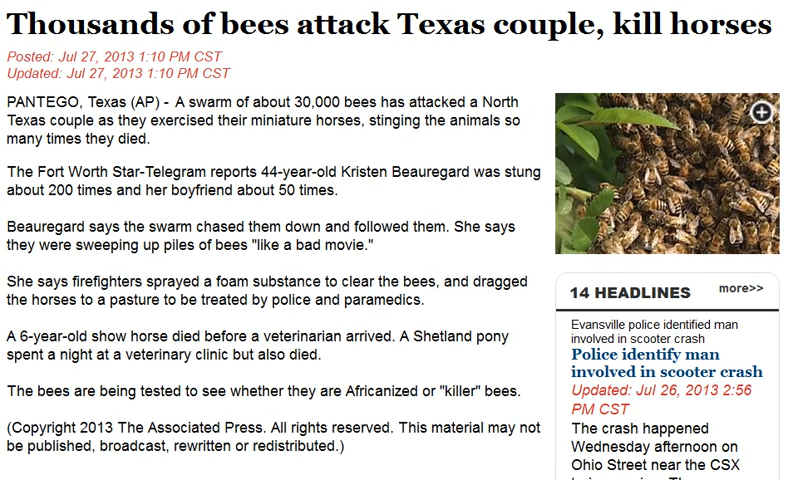 Thousands of bees attack Texas couple, kill horses
Posted: Jul 27, 2013 1:10 PM CST
Updated: Jul 27, 2013 1:10 PM CST
PANTEGO, Texas (AP) - A swarm of about 30,000 bees has attacked a North
Texas couple as they exercised their miniature horses, stinging the animals so
many times they died.
The Fort Worth Star-Telegram reports 44-year-old Kristen Beauregard was stung
about 200 times and her boyfriend about 50 times.
Beauregard says the swarm chased them down and followed them. She says
they were sweeping up piles of bees "like a bad movie."
She says firefighters sprayed a foam substance to clear the bees, and dragged
the horses to a pasture to be treated by police and paramedics.
A 6-year-old show horse died before a veterinarian arrived. A Shetland pony
spent a night at a veterinary clinic but also died.
The bees are being tested to see whether they are Africanized or "killer" bees.
(Copyright 2013 The Associated Press. All rights reserved. This material may not
be published, broadcast, rewritten or redistributed.)
14 HEADLINES more>>
Evansville police identified man
involved in scooter crash
Police identify man
involved in scooter crash
Updated: Jul 26, 2013 2:56
PM CST
The crash happened
Wednesday afternoon on
Ohio Street near the CSX